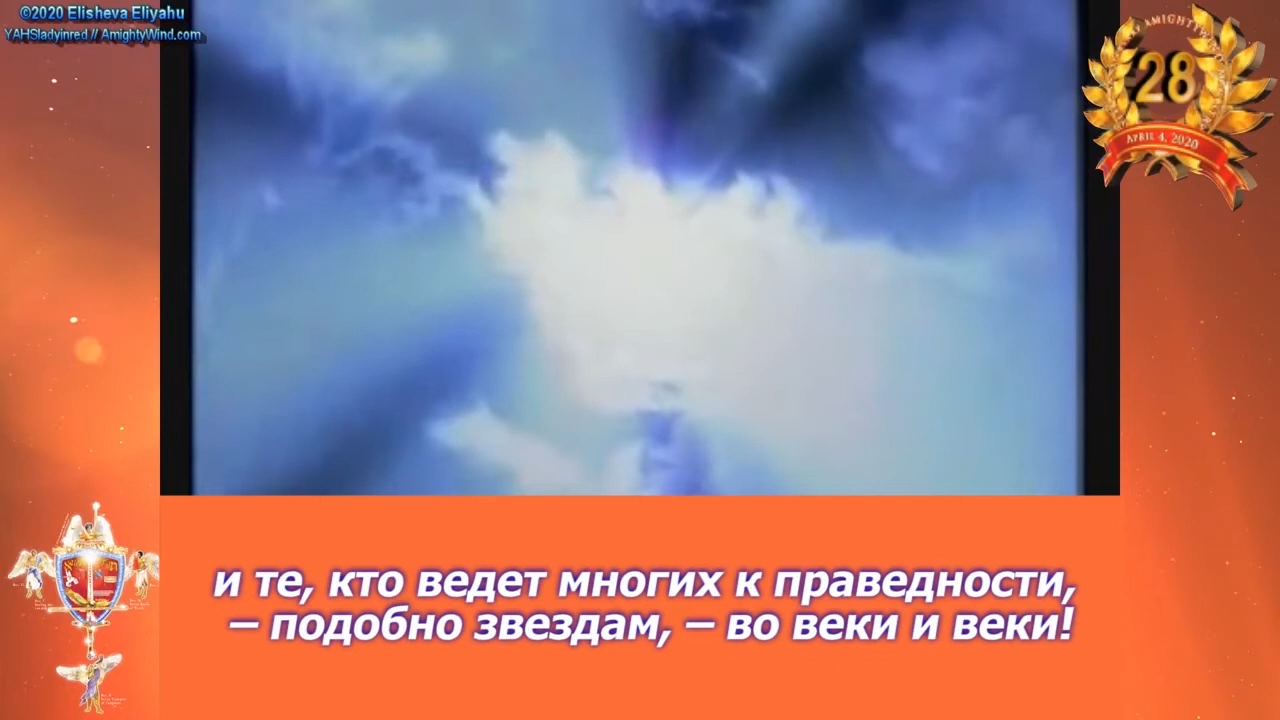 ©2020 Elisheva Eliyahu
YAHSladyinred // AmightyWind.com
28
APRIL 4, 2020
и те, кто ведет многих к праведности,
– подобно звездам, – во веки и веки!